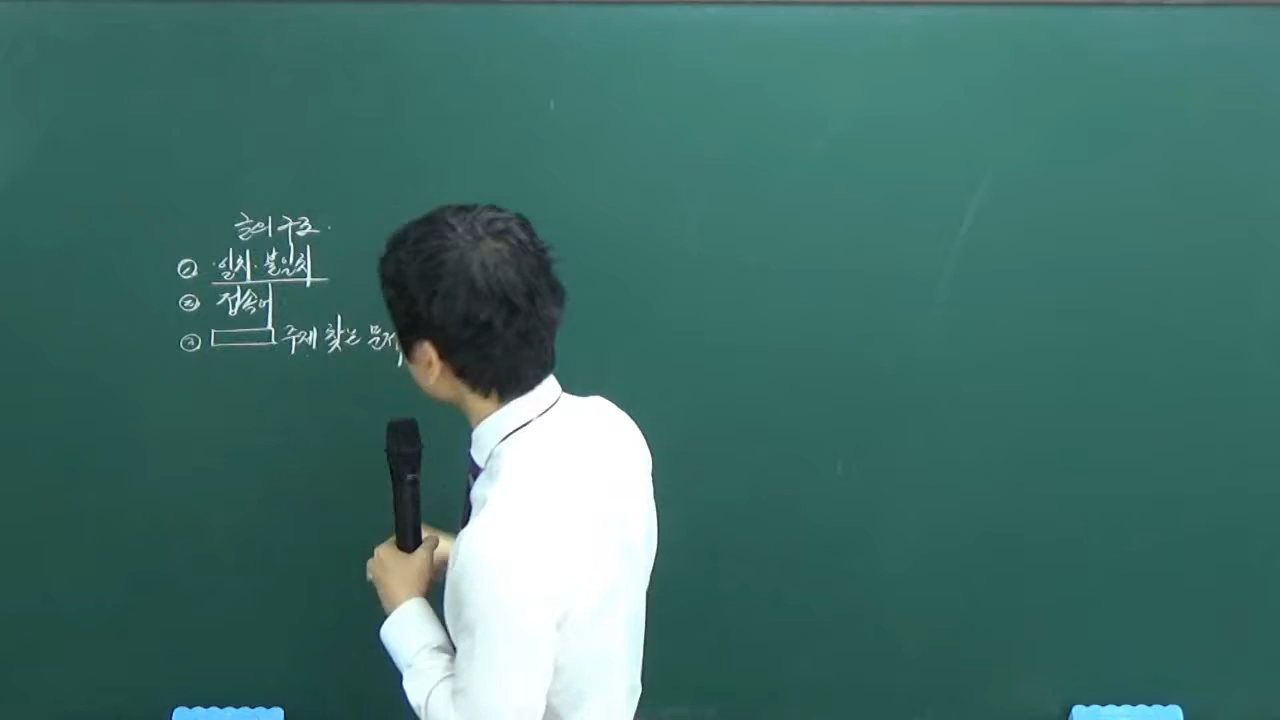 글의 구조.
① 일치·불일치
② 접속어
③ 주제 찾는 문제